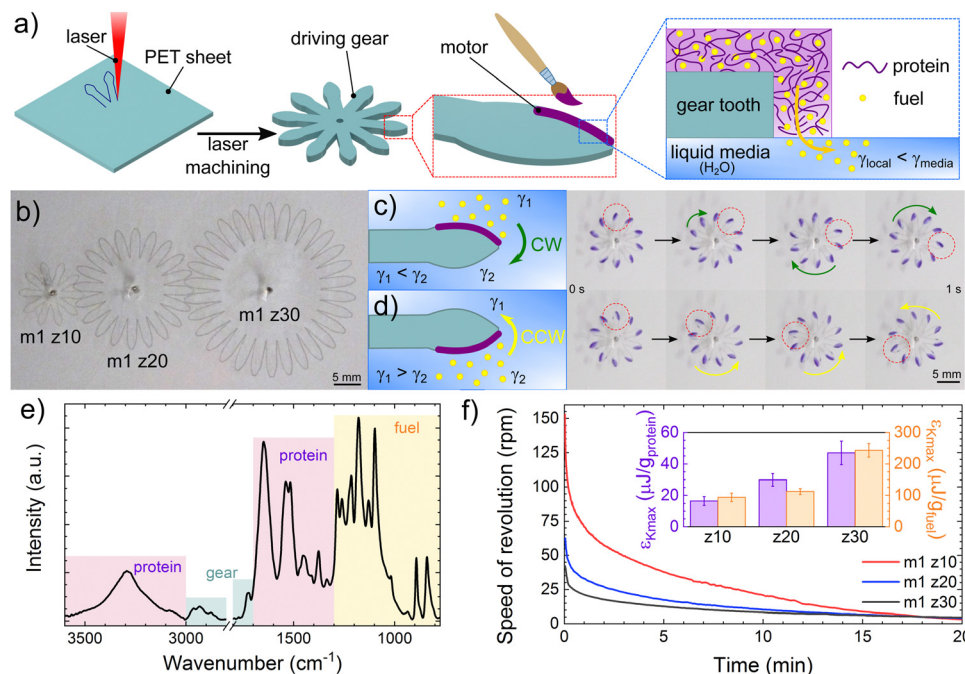 a)
laser
PET sheet
laser
machining
driving gear
motor
gear tooth
protein
fuel
liquid media
(H₂O)
γlocal < γmedia
b)
m1 z10
m1 z20
m1 z30
5 mm
c)
γ₁
CW
γ₁ < γ₂
γ₂
d)
γ₁
CCW
γ₁ > γ₂
γ₂
0 s
1 s
5 mm
e)
Intensity (a.u.)
protein
gear
protein
fuel
3500
3000
1500
1000
Wavenumber (cm⁻¹)
f)
Speed of revolution (rpm)
150
125
100
75
50
25
0
0
5
10
15
20
Time (min)
εKmax (μJ/gprotein)
60
40
20
0
z10
z20
z30
300
200
100
0
εKmax (μJ/gfuel)
m1 z10
m1 z20
m1 z30